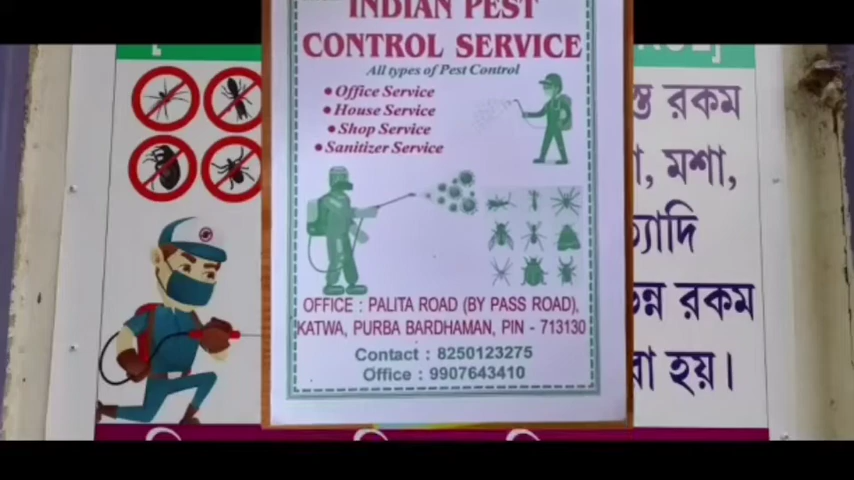 INDIAN PEST
CONTROL SERVICE
All types of Pest Control
• Office Service
• House Service
• Shop Service
• Sanitizer Service
OFFICE : PALITA ROAD (BY PASS ROAD),
KATWA, PURBA BARDHAMAN, PIN - 713130
Contact : 8250123275
Office : 9907643410
রকম
মশা,
রকম
হয়।